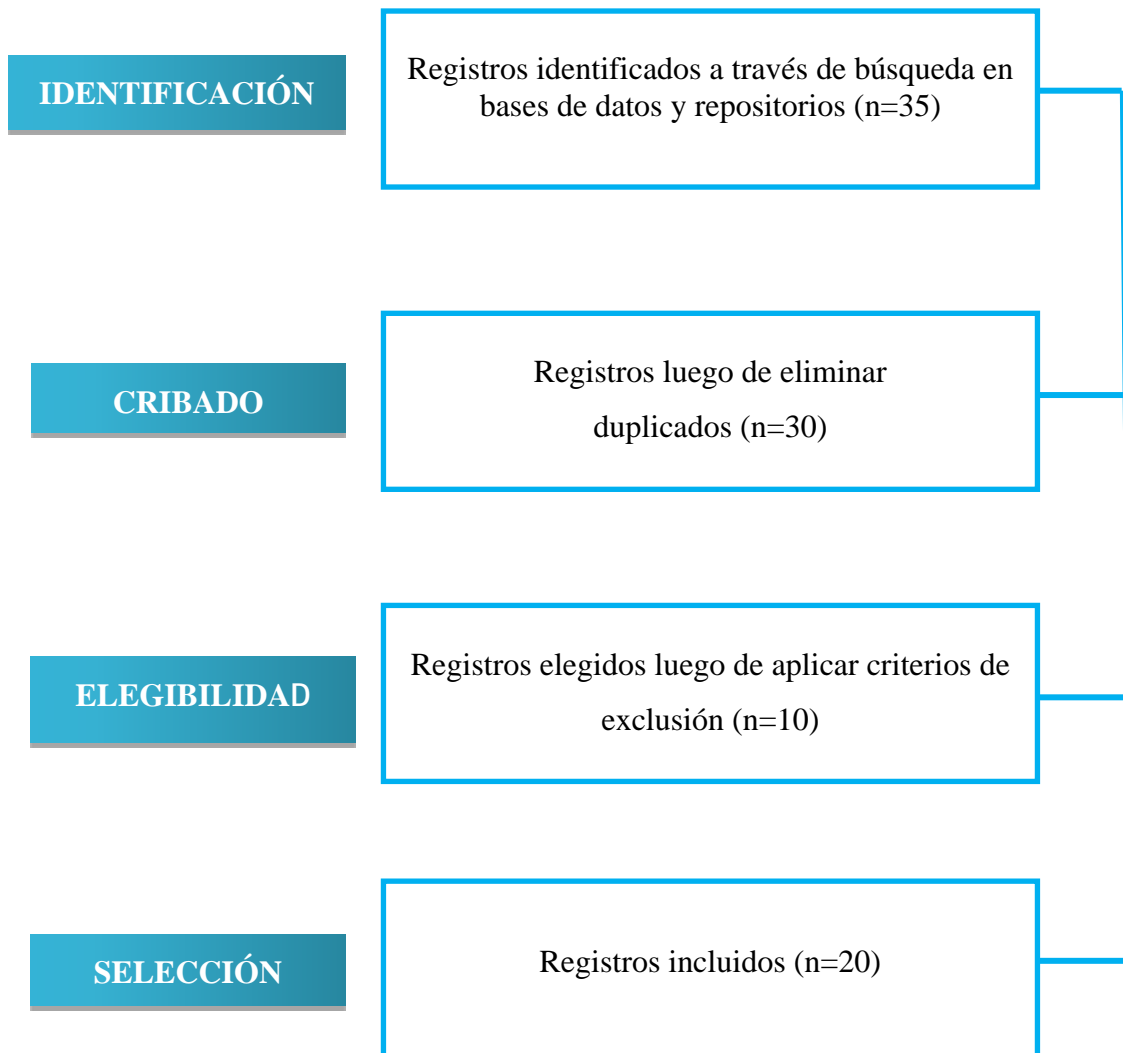 IDENTIFICACIÓN
Registros identificados a través de búsqueda en
bases de datos y repositorios (n=35)
CRIBADO
Registros luego de eliminar
duplicados (n=30)
ELEGIBILIDAD
Registros elegidos luego de aplicar criterios de
exclusión (n=10)
SELECCIÓN
Registros incluidos (n=20)